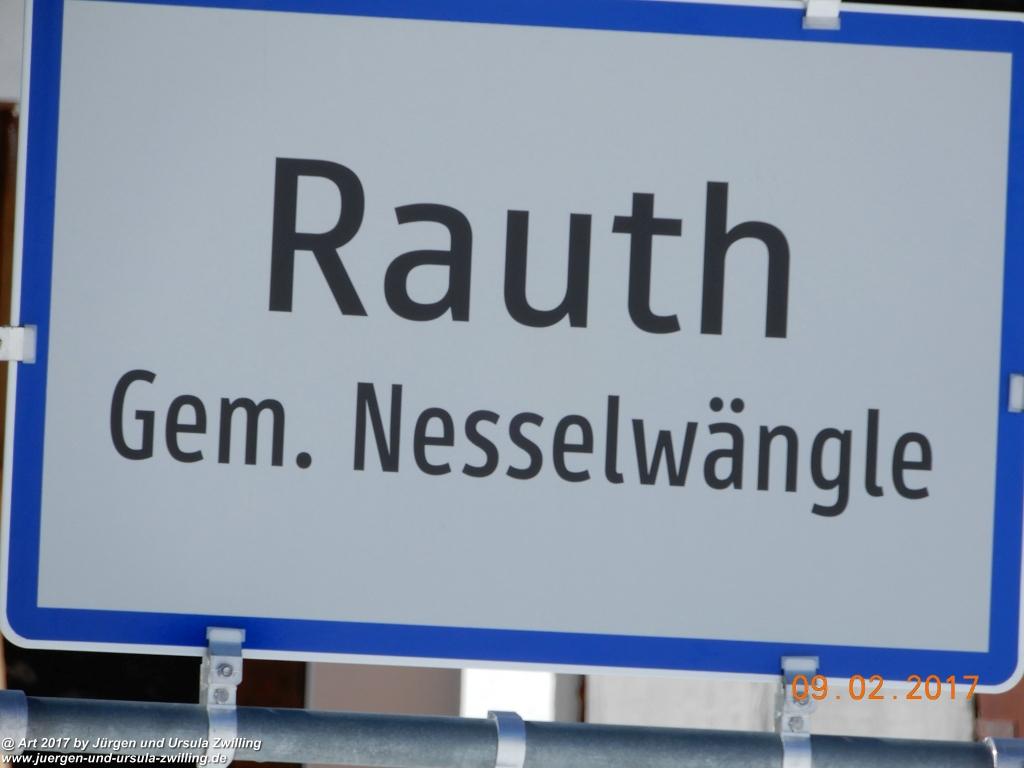 Rauth
Gem. Nesselwängle
09.02.2017
@ Art 2017 by Jürgen und Ursula Zwilling
www.juergen-und-ursula-zwilling.de